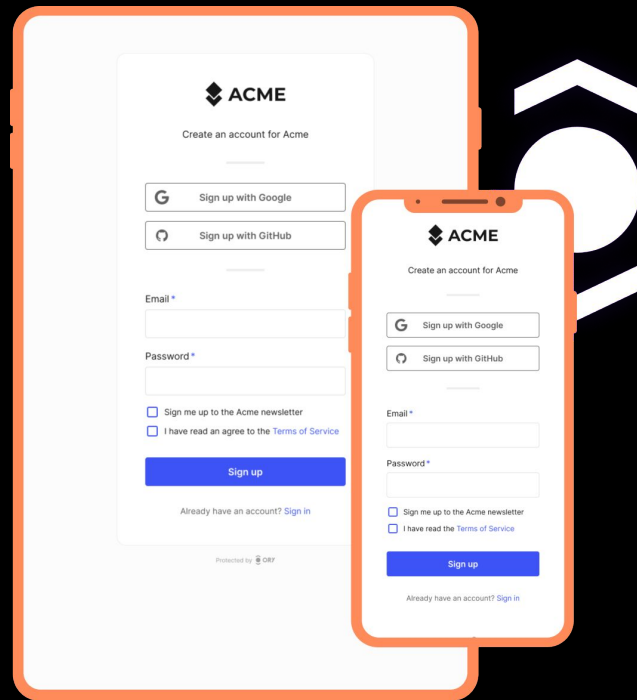 ACME
Create an account for Acme
Sign up with Google
Sign up with GitHub
Email *
Password *
Sign me up to the Acme newsletter
I have read an agree to the Terms of Service
Sign up
Already have an account? Sign in
Protected by ORY
ACME
Create an account for Acme
Sign up with Google
Sign up with GitHub
Email *
Password *
Sign me up to the Acme newsletter
I have read the Terms of Service
Sign up
Already have an account? Sign in